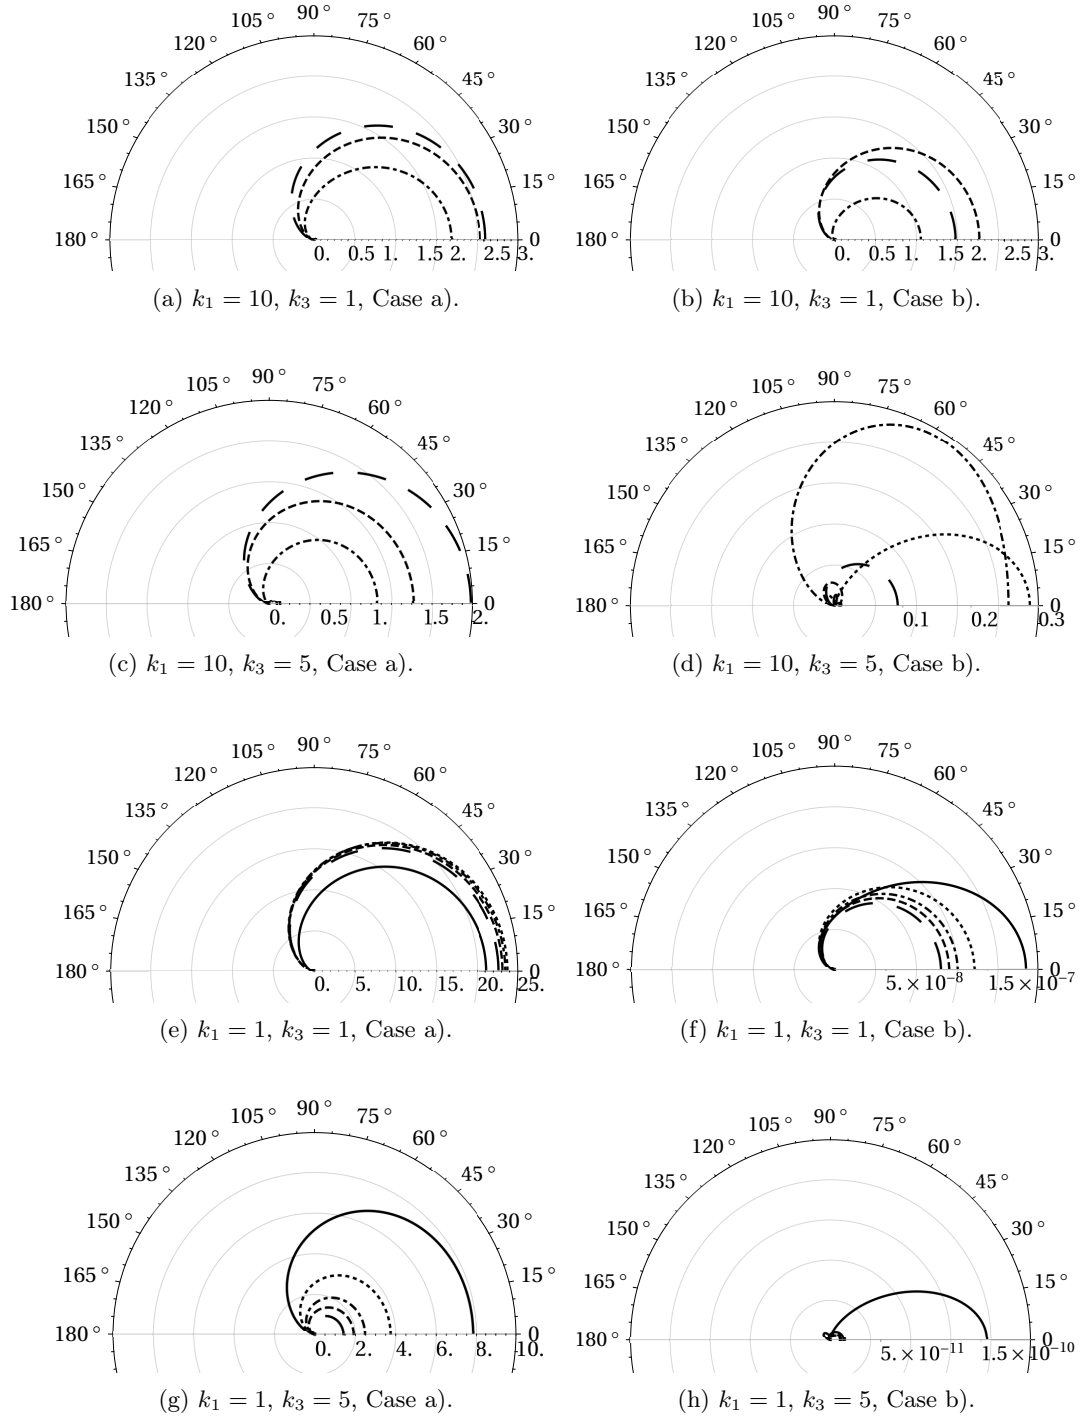 90 °
105 ° 75 °
120 ° 60 °
135 ° 45 °
150 ° 30 °
165 ° 15 °
180 ° 0
0. 0.5 1. 1.5 2. 2.5 3.
(a) k₁ = 10, k₃ = 1, Case a).
90 °
105 ° 75 °
120 ° 60 °
135 ° 45 °
150 ° 30 °
165 ° 15 °
180 ° 0
0. 0.5 1. 1.5 2. 2.5 3.
(b) k₁ = 10, k₃ = 1, Case b).
90 °
105 ° 75 °
120 ° 60 °
135 ° 45 °
150 ° 30 °
165 ° 15 °
180 ° 0
0. 0.5 1. 1.5 2.
(c) k₁ = 10, k₃ = 5, Case a).
90 °
105 ° 75 °
120 ° 60 °
135 ° 45 °
150 ° 30 °
165 ° 15 °
180 ° 0
0.1 0.2 0.3
(d) k₁ = 10, k₃ = 5, Case b).
90 °
105 ° 75 °
120 ° 60 °
135 ° 45 °
150 ° 30 °
165 ° 15 °
180 ° 0
0. 5. 10. 15. 20. 25.
(e) k₁ = 1, k₃ = 1, Case a).
90 °
105 ° 75 °
120 ° 60 °
135 ° 45 °
150 ° 30 °
165 ° 15 °
180 ° 0
5. × 10⁻⁸ 1.5 × 10⁻⁷
(f) k₁ = 1, k₃ = 1, Case b).
90 °
105 ° 75 °
120 ° 60 °
135 ° 45 °
150 ° 30 °
165 ° 15 °
180 ° 0
0. 2. 4. 6. 8. 10.
(g) k₁ = 1, k₃ = 5, Case a).
90 °
105 ° 75 °
120 ° 60 °
135 ° 45 °
150 ° 30 °
165 ° 15 °
180 ° 0
5. × 10⁻¹¹ 1.5 × 10⁻¹⁰
(h) k₁ = 1, k₃ = 5, Case b).